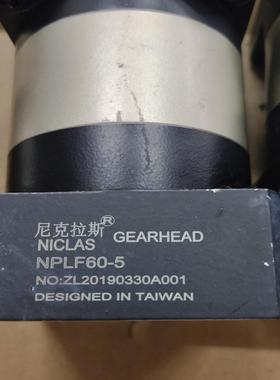 尼克拉斯®
NICLAS GEARHEAD
NPLF60-5
NO:ZL20190330A001
DESIGNED IN TAIWAN